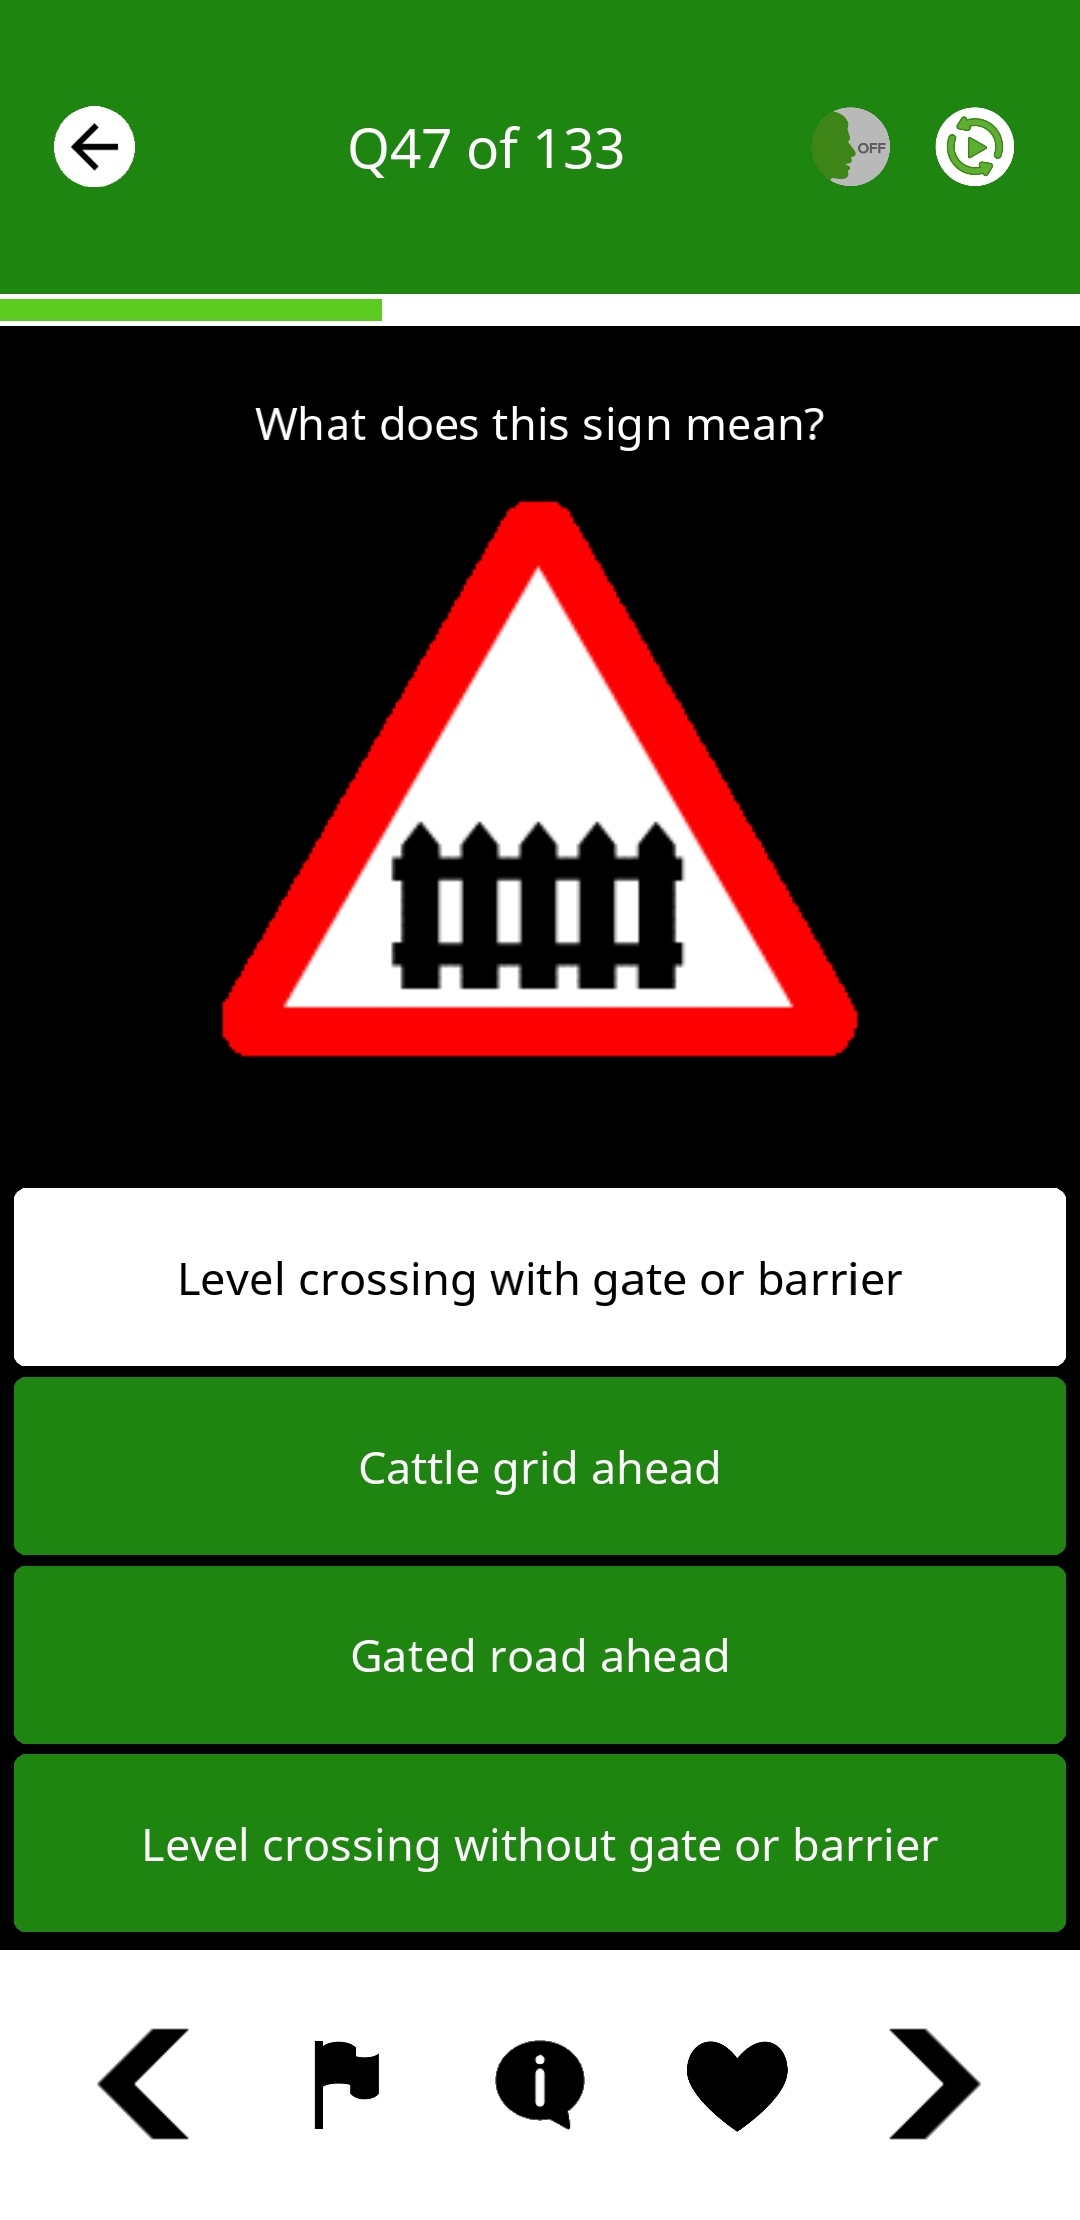 Q47 of 133
OFF
What does this sign mean?
Level crossing with gate or barrier
Cattle grid ahead
Gated road ahead
Level crossing without gate or barrier